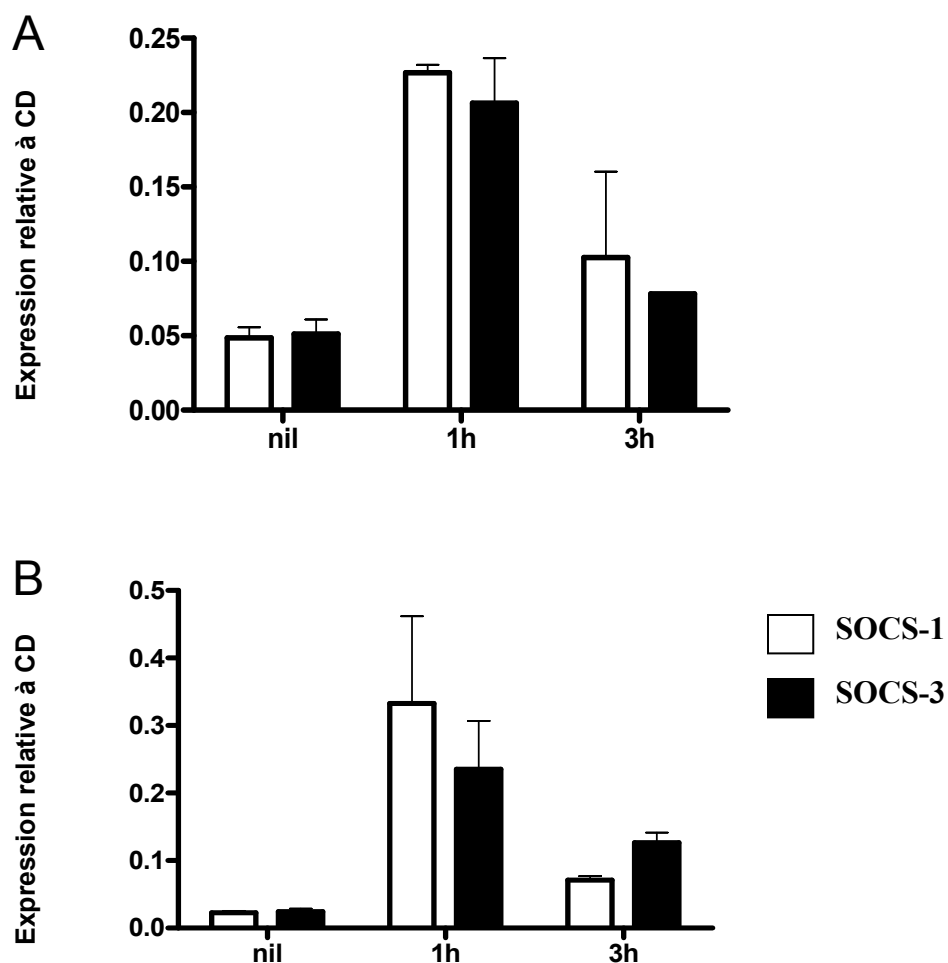 A
Expression relative à CD
0.25
0.20
0.15
0.10
0.05
0.00
nil 1h 3h
B
Expression relative à CD
0.5
0.4
0.3
0.2
0.1
0.0
nil 1h 3h
SOCS-1
SOCS-3